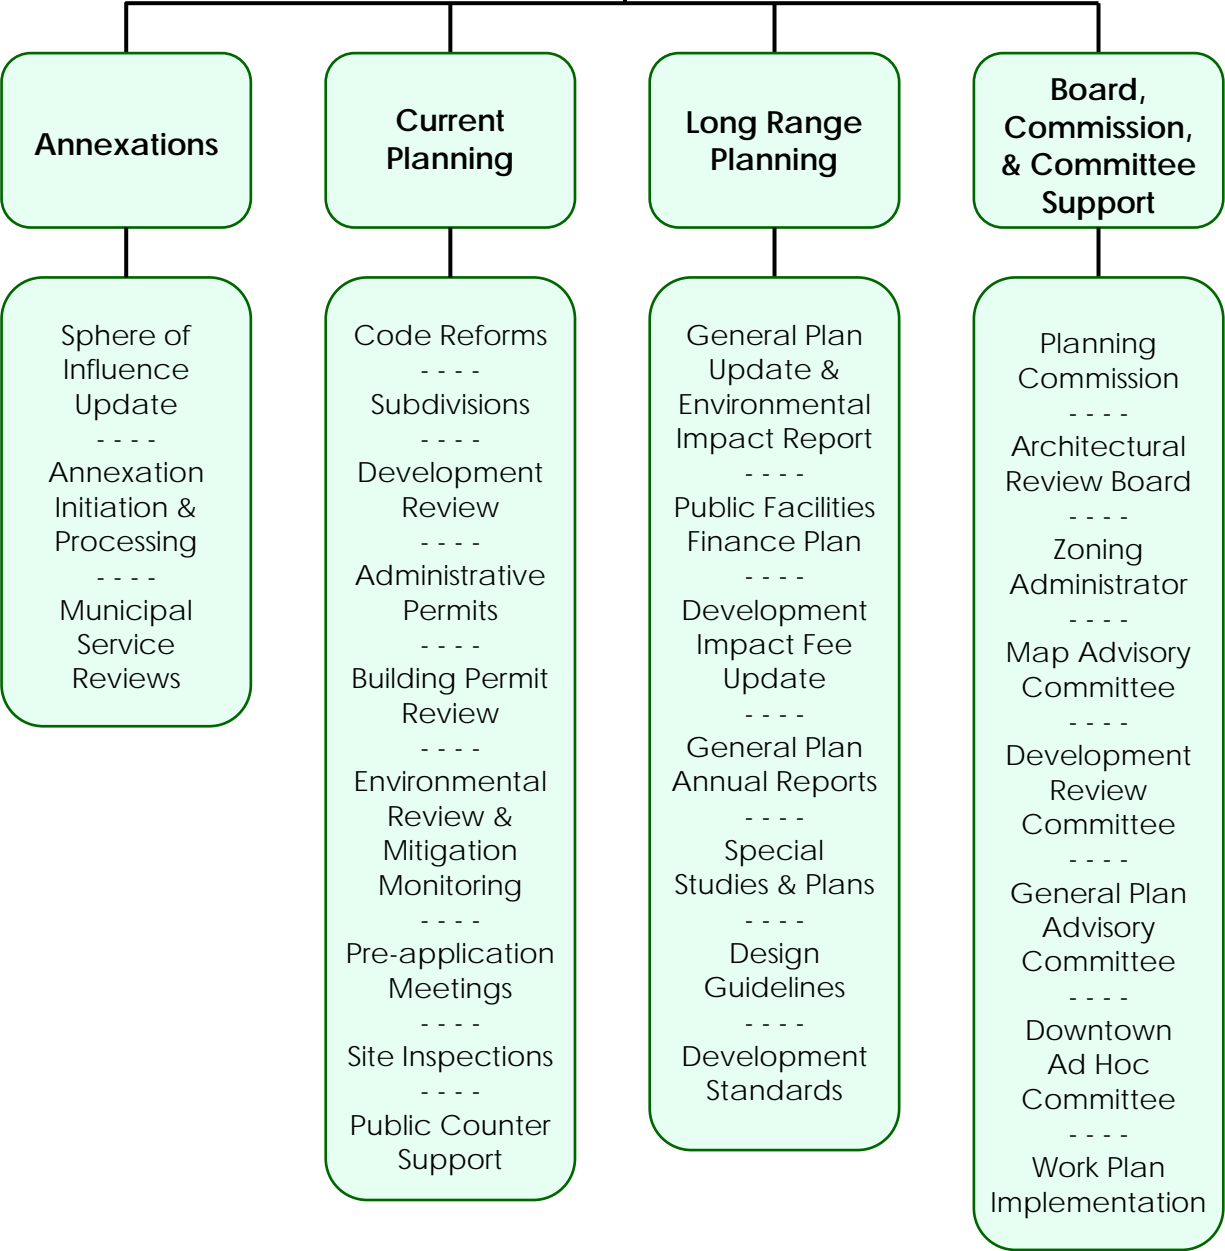 Annexations
Current
Planning
Long Range
Planning
Board,
Commission,
& Committee
Support
Sphere of
Influence
Update
- - - -
Annexation
Initiation &
Processing
- - - -
Municipal
Service
Reviews
Code Reforms
- - - -
Subdivisions
- - - -
Development
Review
- - - -
Administrative
Permits
- - - -
Building Permit
Review
- - - -
Environmental
Review &
Mitigation
Monitoring
- - - -
Pre-application
Meetings
- - - -
Site Inspections
- - - -
Public Counter
Support
General Plan
Update &
Environmental
Impact Report
- - - -
Public Facilities
Finance Plan
- - - -
Development
Impact Fee
Update
- - - -
General Plan
Annual Reports
- - - -
Special
Studies & Plans
- - - -
Design
Guidelines
- - - -
Development
Standards
Planning
Commission
- - - -
Architectural
Review Board
- - - -
Zoning
Administrator
- - - -
Map Advisory
Committee
- - - -
Development
Review
Committee
- - - -
General Plan
Advisory
Committee
- - - -
Downtown
Ad Hoc
Committee
- - - -
Work Plan
Implementation